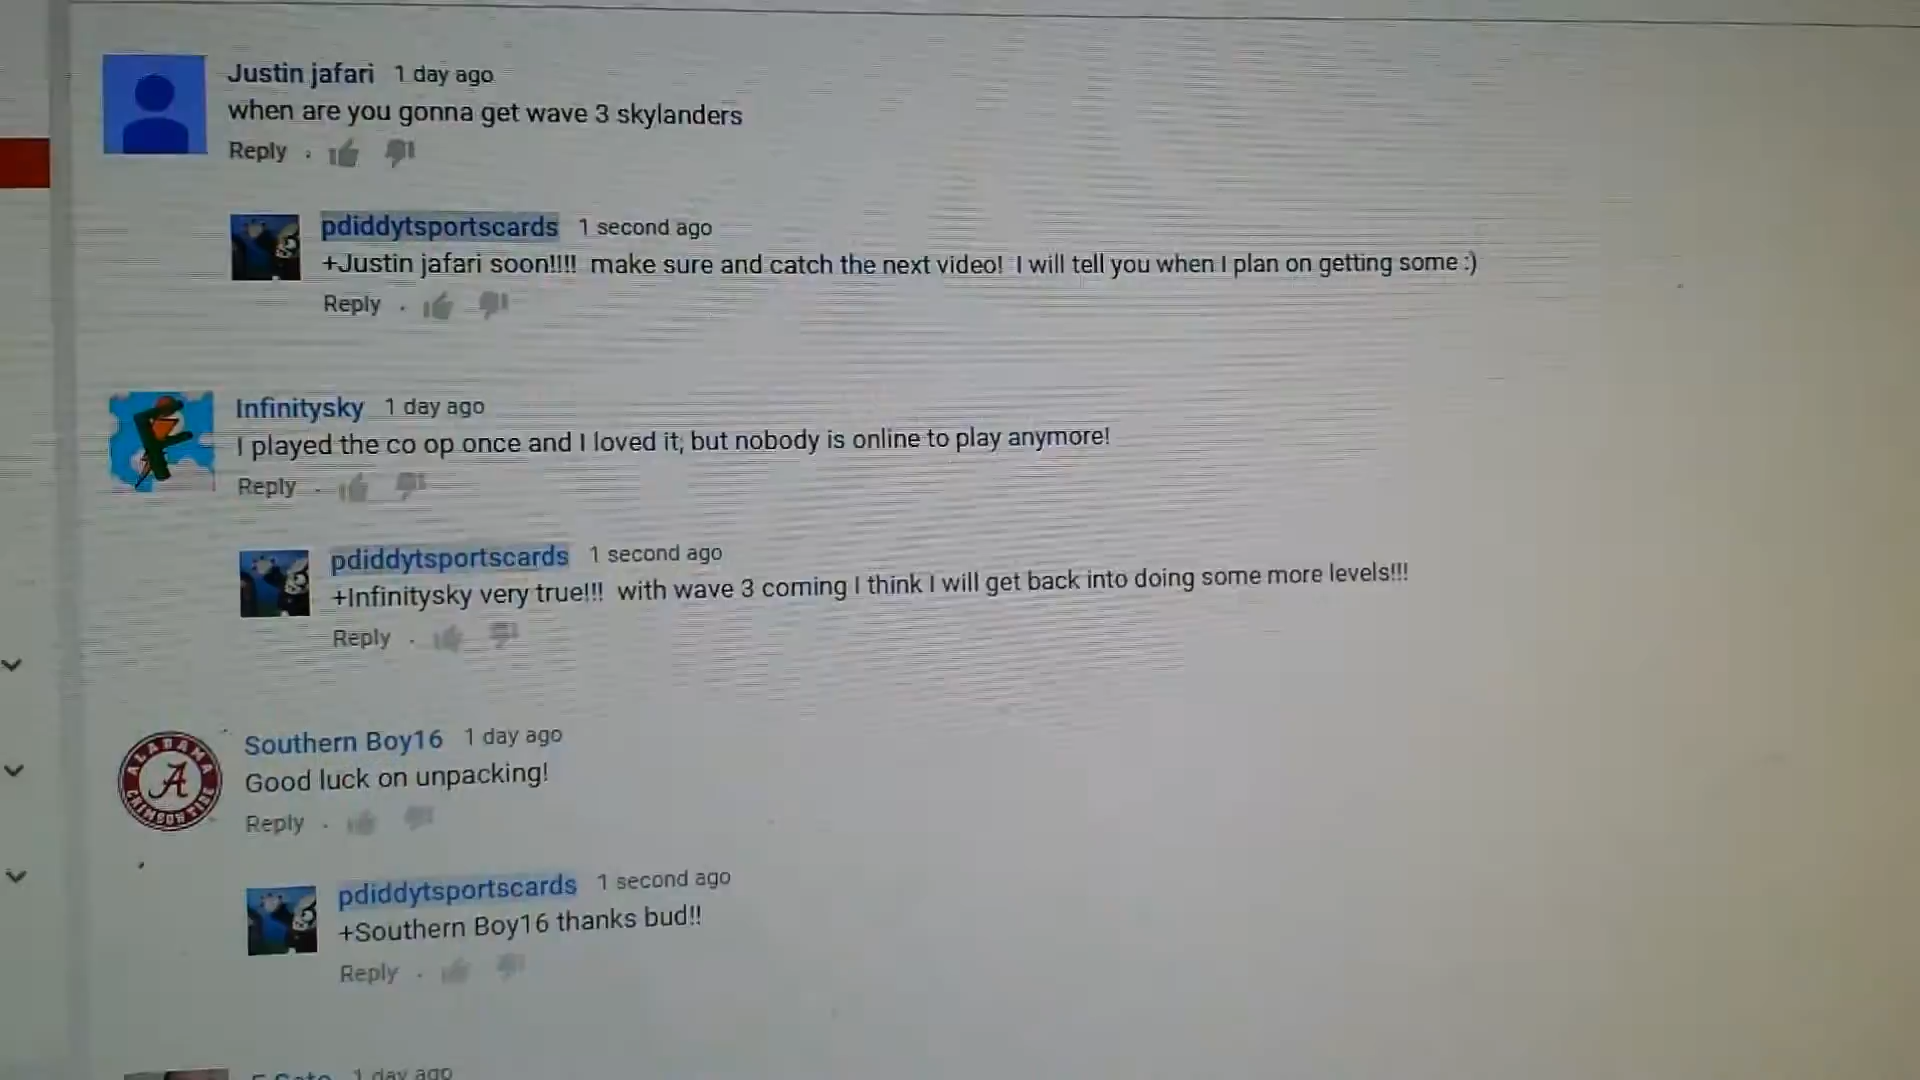 Justin jafari 1 day ago
when are you gonna get wave 3 skylanders
Reply
pdiddytsportscards 1 second ago
+Justin jafari soon!!!! make sure and catch the next video! I will tell you when I plan on getting some :)
Reply
Infinitysky 1 day ago
I played the co op once and I loved it, but nobody is online to play anymore!
Reply
pdiddytsportscards 1 second ago
+Infinitysky very true!!! with wave 3 coming I think I will get back into doing some more levels!!!
Reply
Southern Boy16 1 day ago
Good luck on unpacking!
Reply
ALABAMA
A
CRIMSON TIDE
pdiddytsportscards 1 second ago
+Southern Boy16 thanks bud!!
Reply
1 day ago